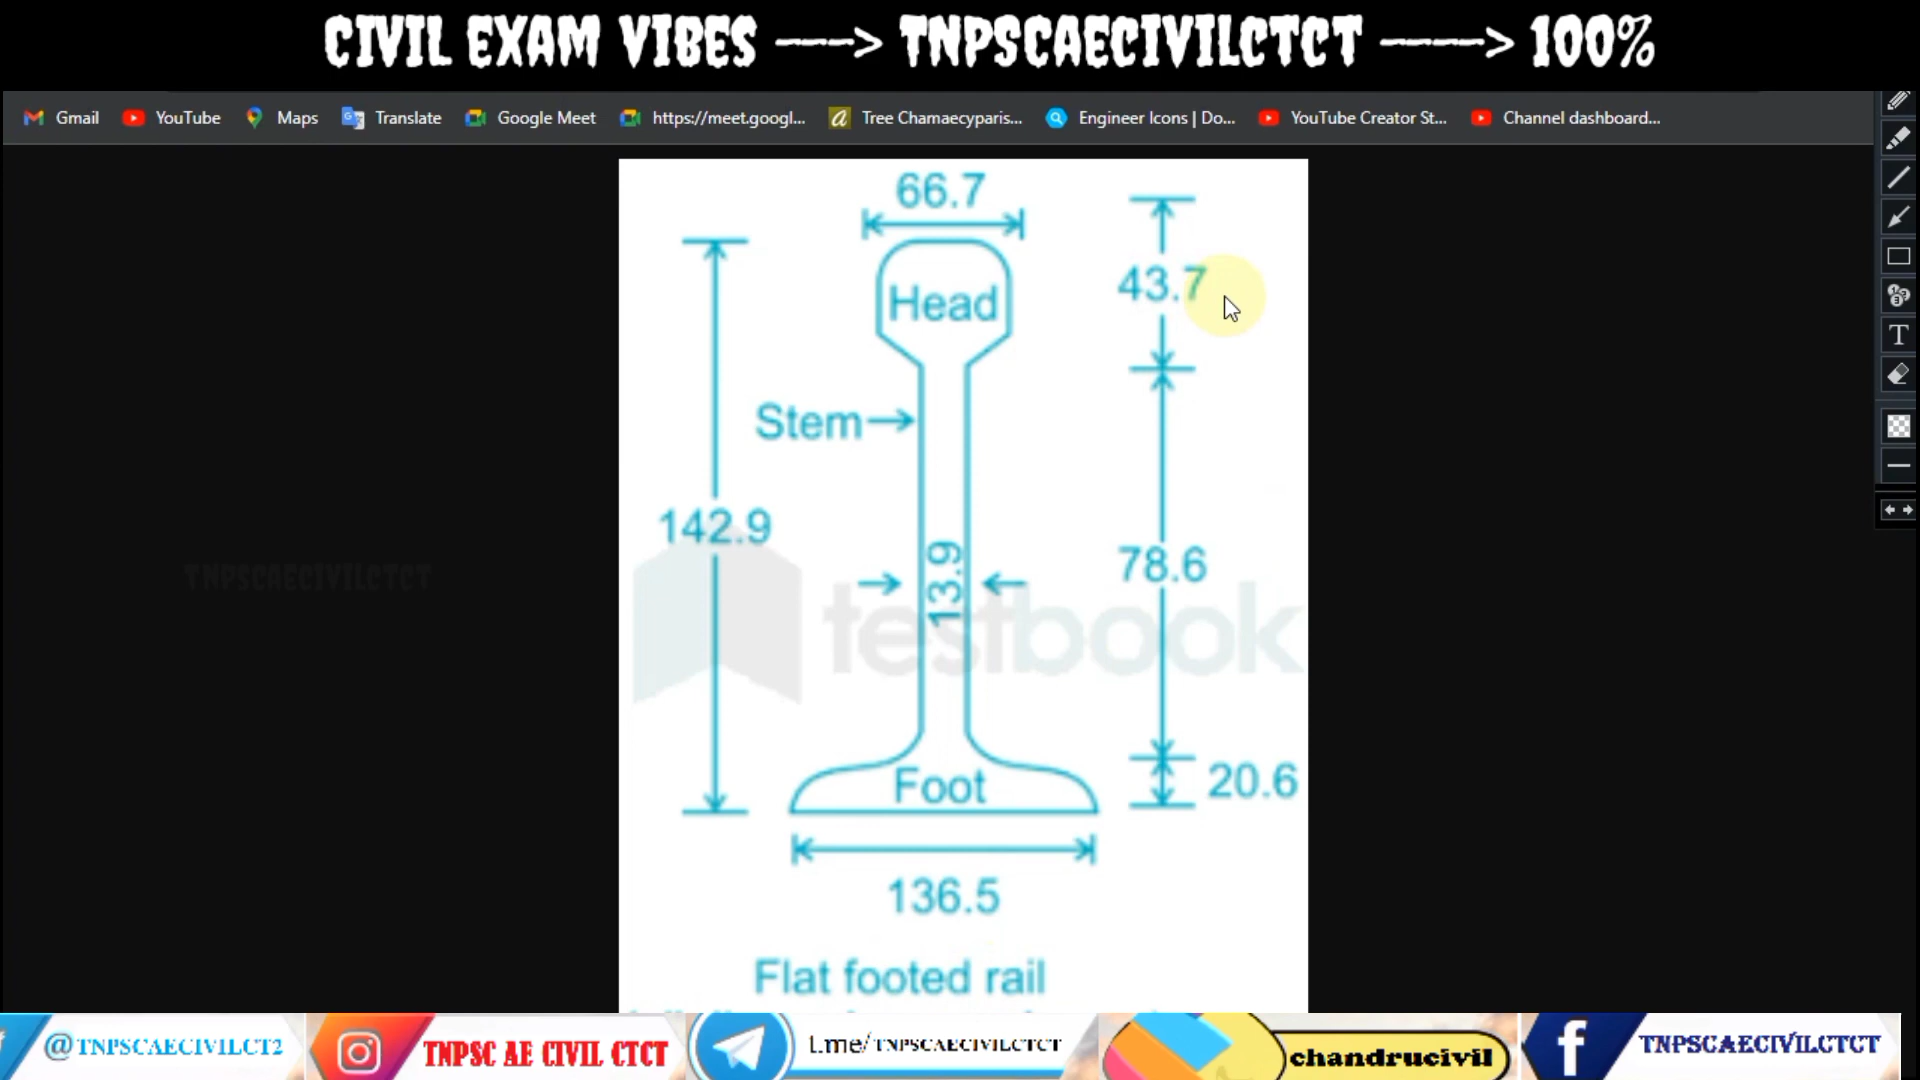 CIVIL EXAM VIBES ---> TNPSCAECIVILCTCT ----> 100%
Gmail YouTube Maps Translate Google Meet https://meet.googl... Tree Chamaecyparis... Engineer Icons | Do... YouTube Creator St... Channel dashboard...
66.7
43.7
Head
Stem
142.9
13.9
78.6
testbook
TNPSCAECIVILCTCT
Foot
20.6
136.5
Flat footed rail
@TNPSCAECIVILCT2 TNPSC AE CIVIL CTCT t.me/TNPSCAECIVILCTCT chandrucivil TNPSCAECIVILCTCT